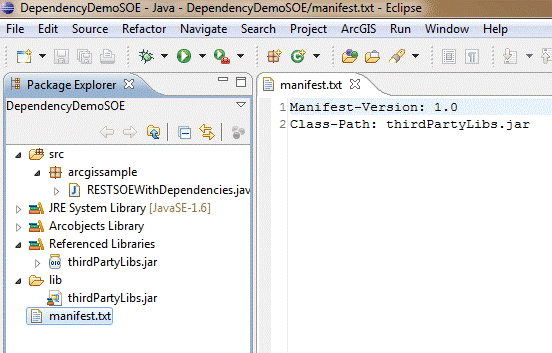 DependencyDemoSOE - Java - DependencyDemoSOE/manifest.txt - Eclipse
File Edit Source Refactor Navigate Search Project ArcGIS Run Window Help
Package Explorer
DependencyDemoSOE
src
arcgissample
RESTSOEWithDependencies.jav
JRE System Library [JavaSE-1.6]
Arcobjects Library
Referenced Libraries
thirdPartyLibs.jar
lib
thirdPartyLibs.jar
manifest.txt
manifest.txt
1 Manifest-Version: 1.0
2 Class-Path: thirdPartyLibs.jar